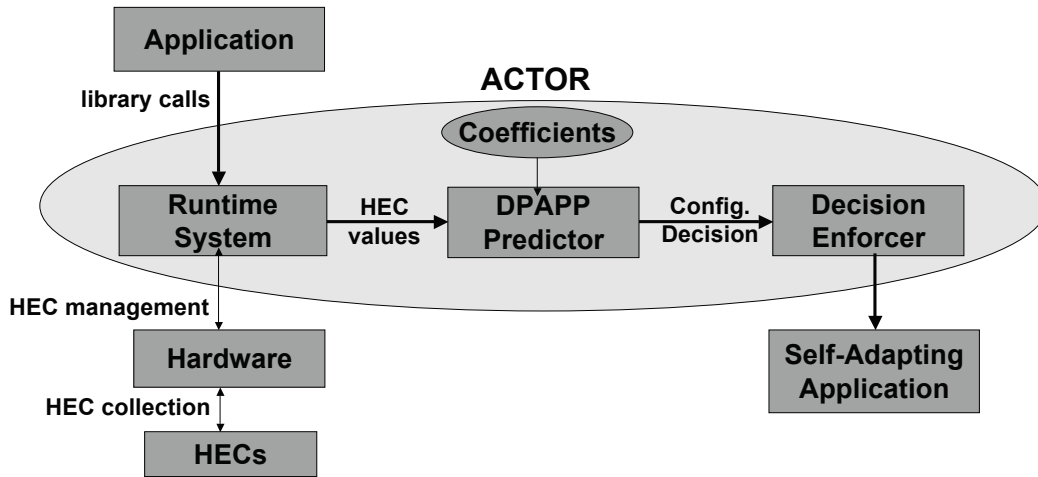 Application
library calls
ACTOR
Coefficients
Runtime
System
HEC
values
DPAPP
Predictor
Config.
Decision
Decision
Enforcer
HEC management
Hardware
Self-Adapting
Application
HEC collection
HECs